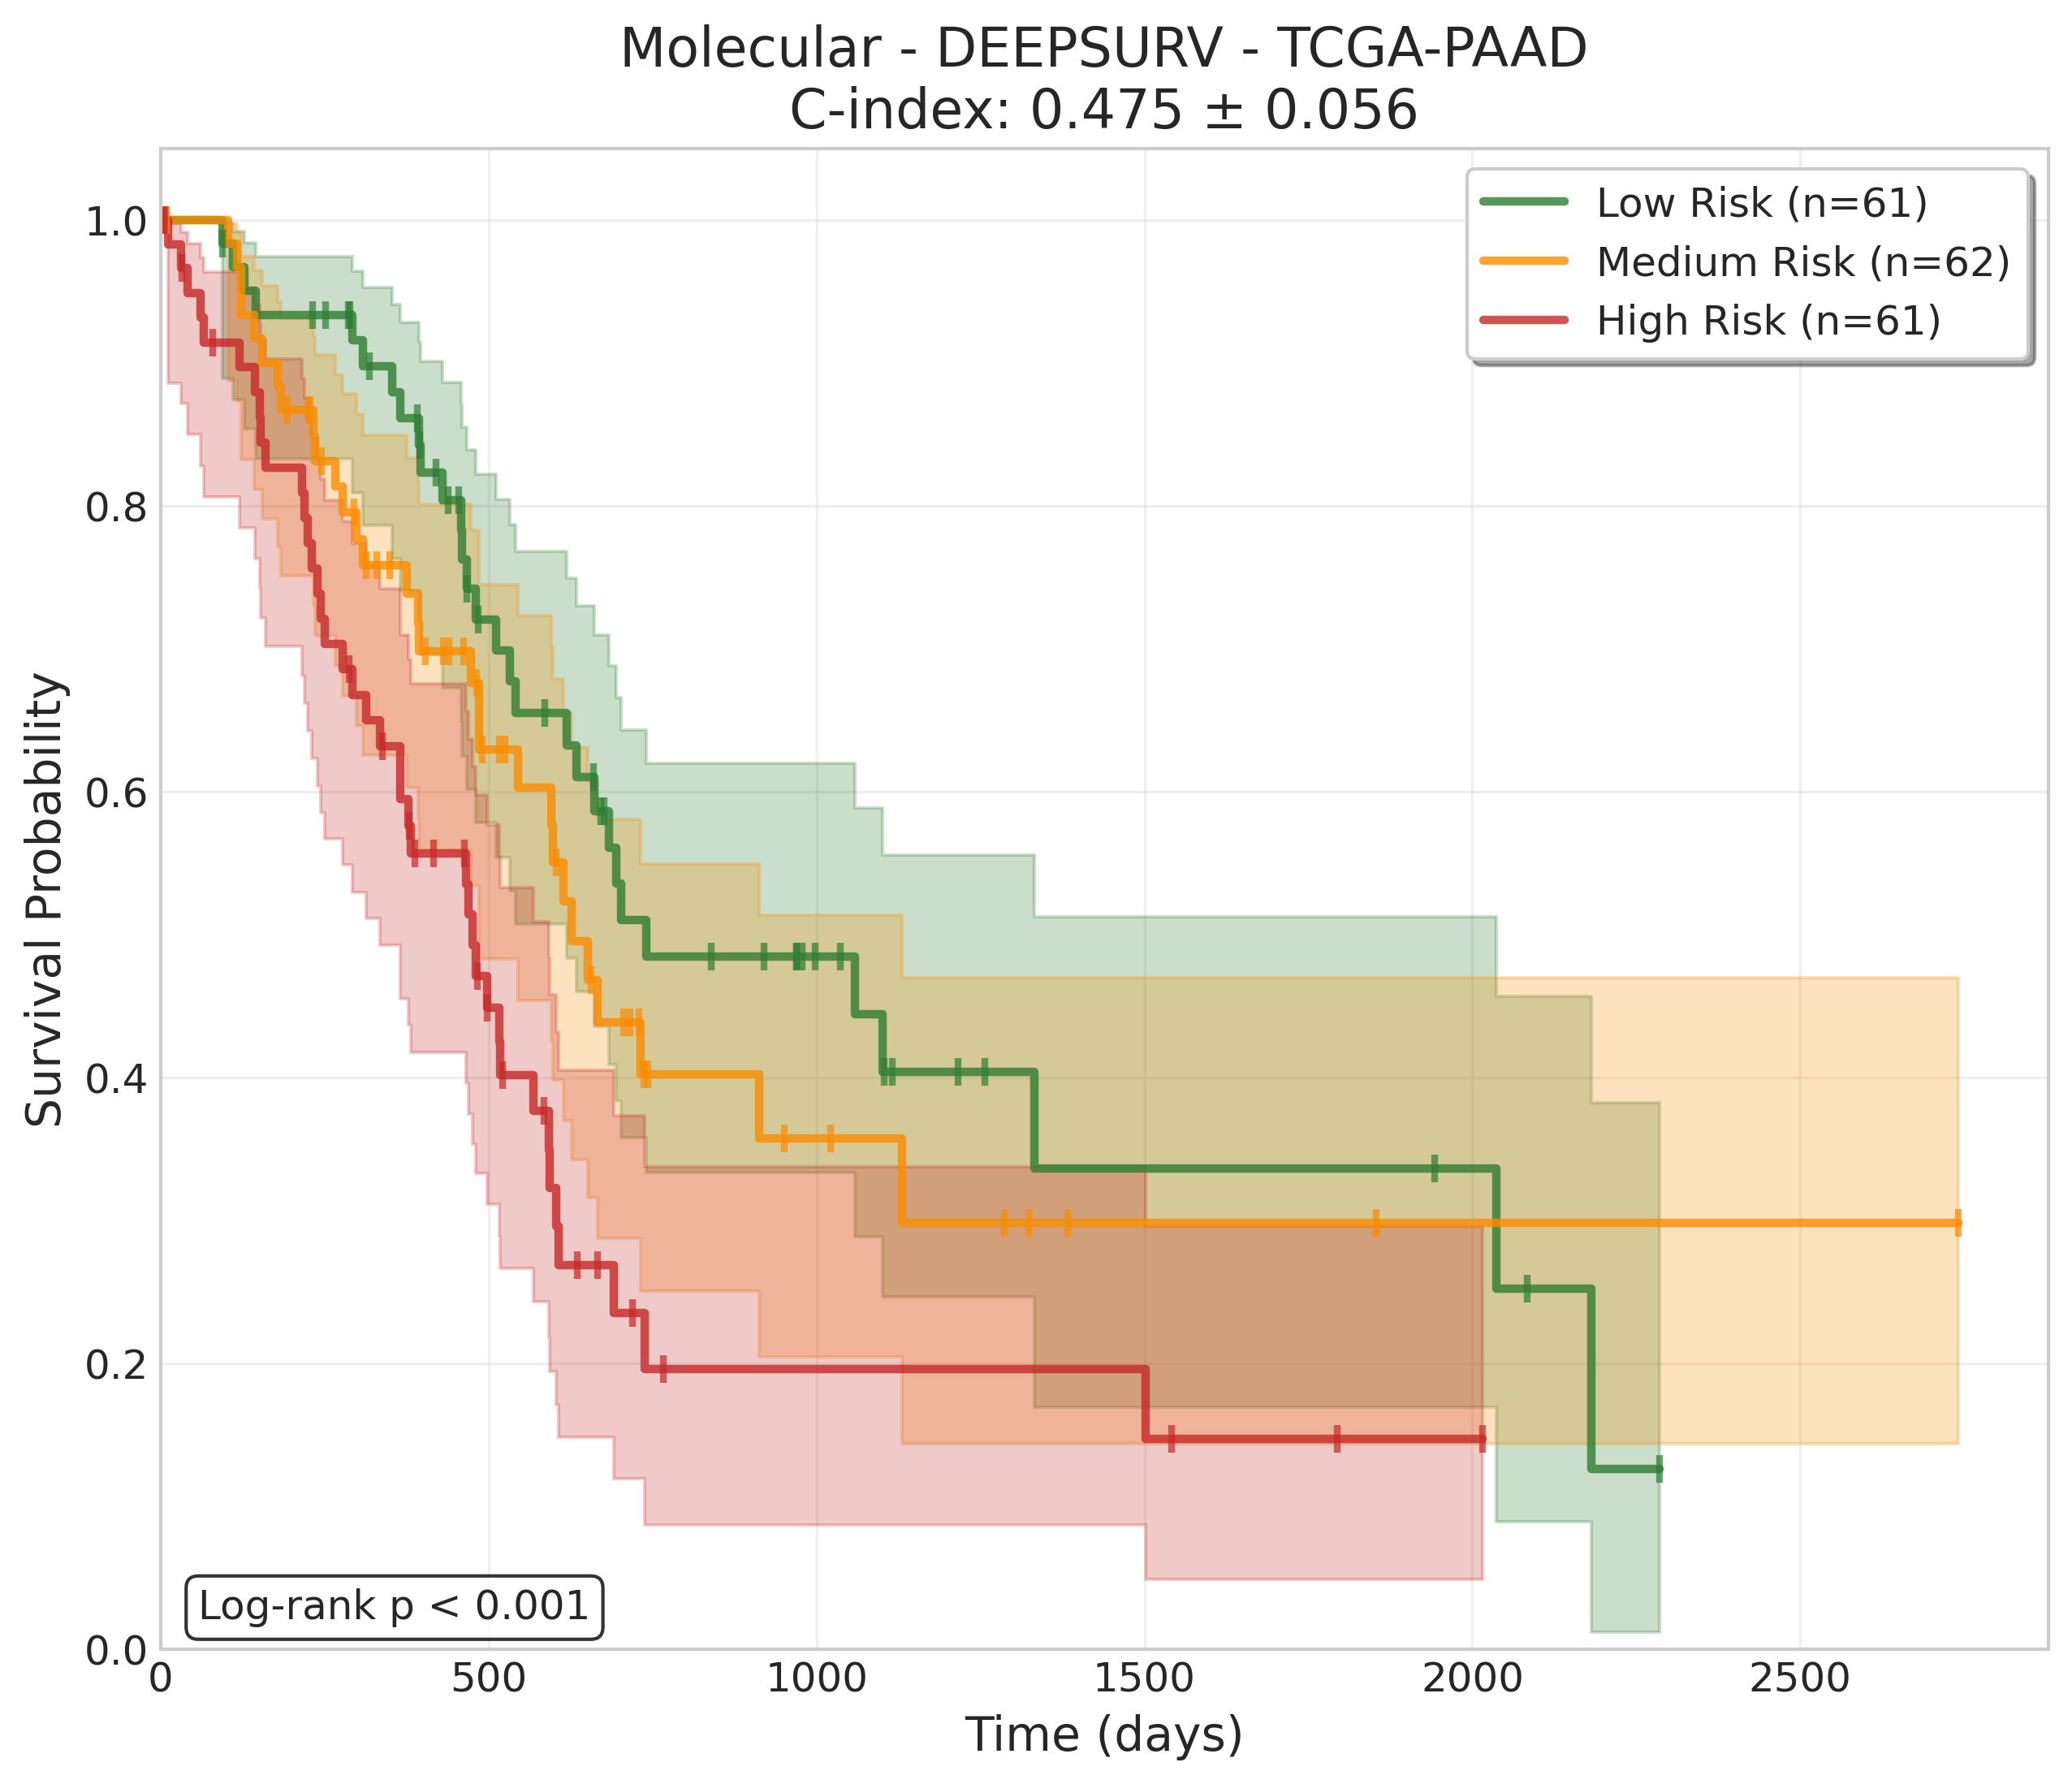 Molecular - DEEPSURV - TCGA-PAAD
C-index: 0.475 ± 0.056
Low Risk (n=61)
Medium Risk (n=62)
High Risk (n=61)
Survival Probability
1.0
0.8
0.6
0.4
0.2
0.0
Log-rank p < 0.001
0 500 1000 1500 2000 2500
Time (days)